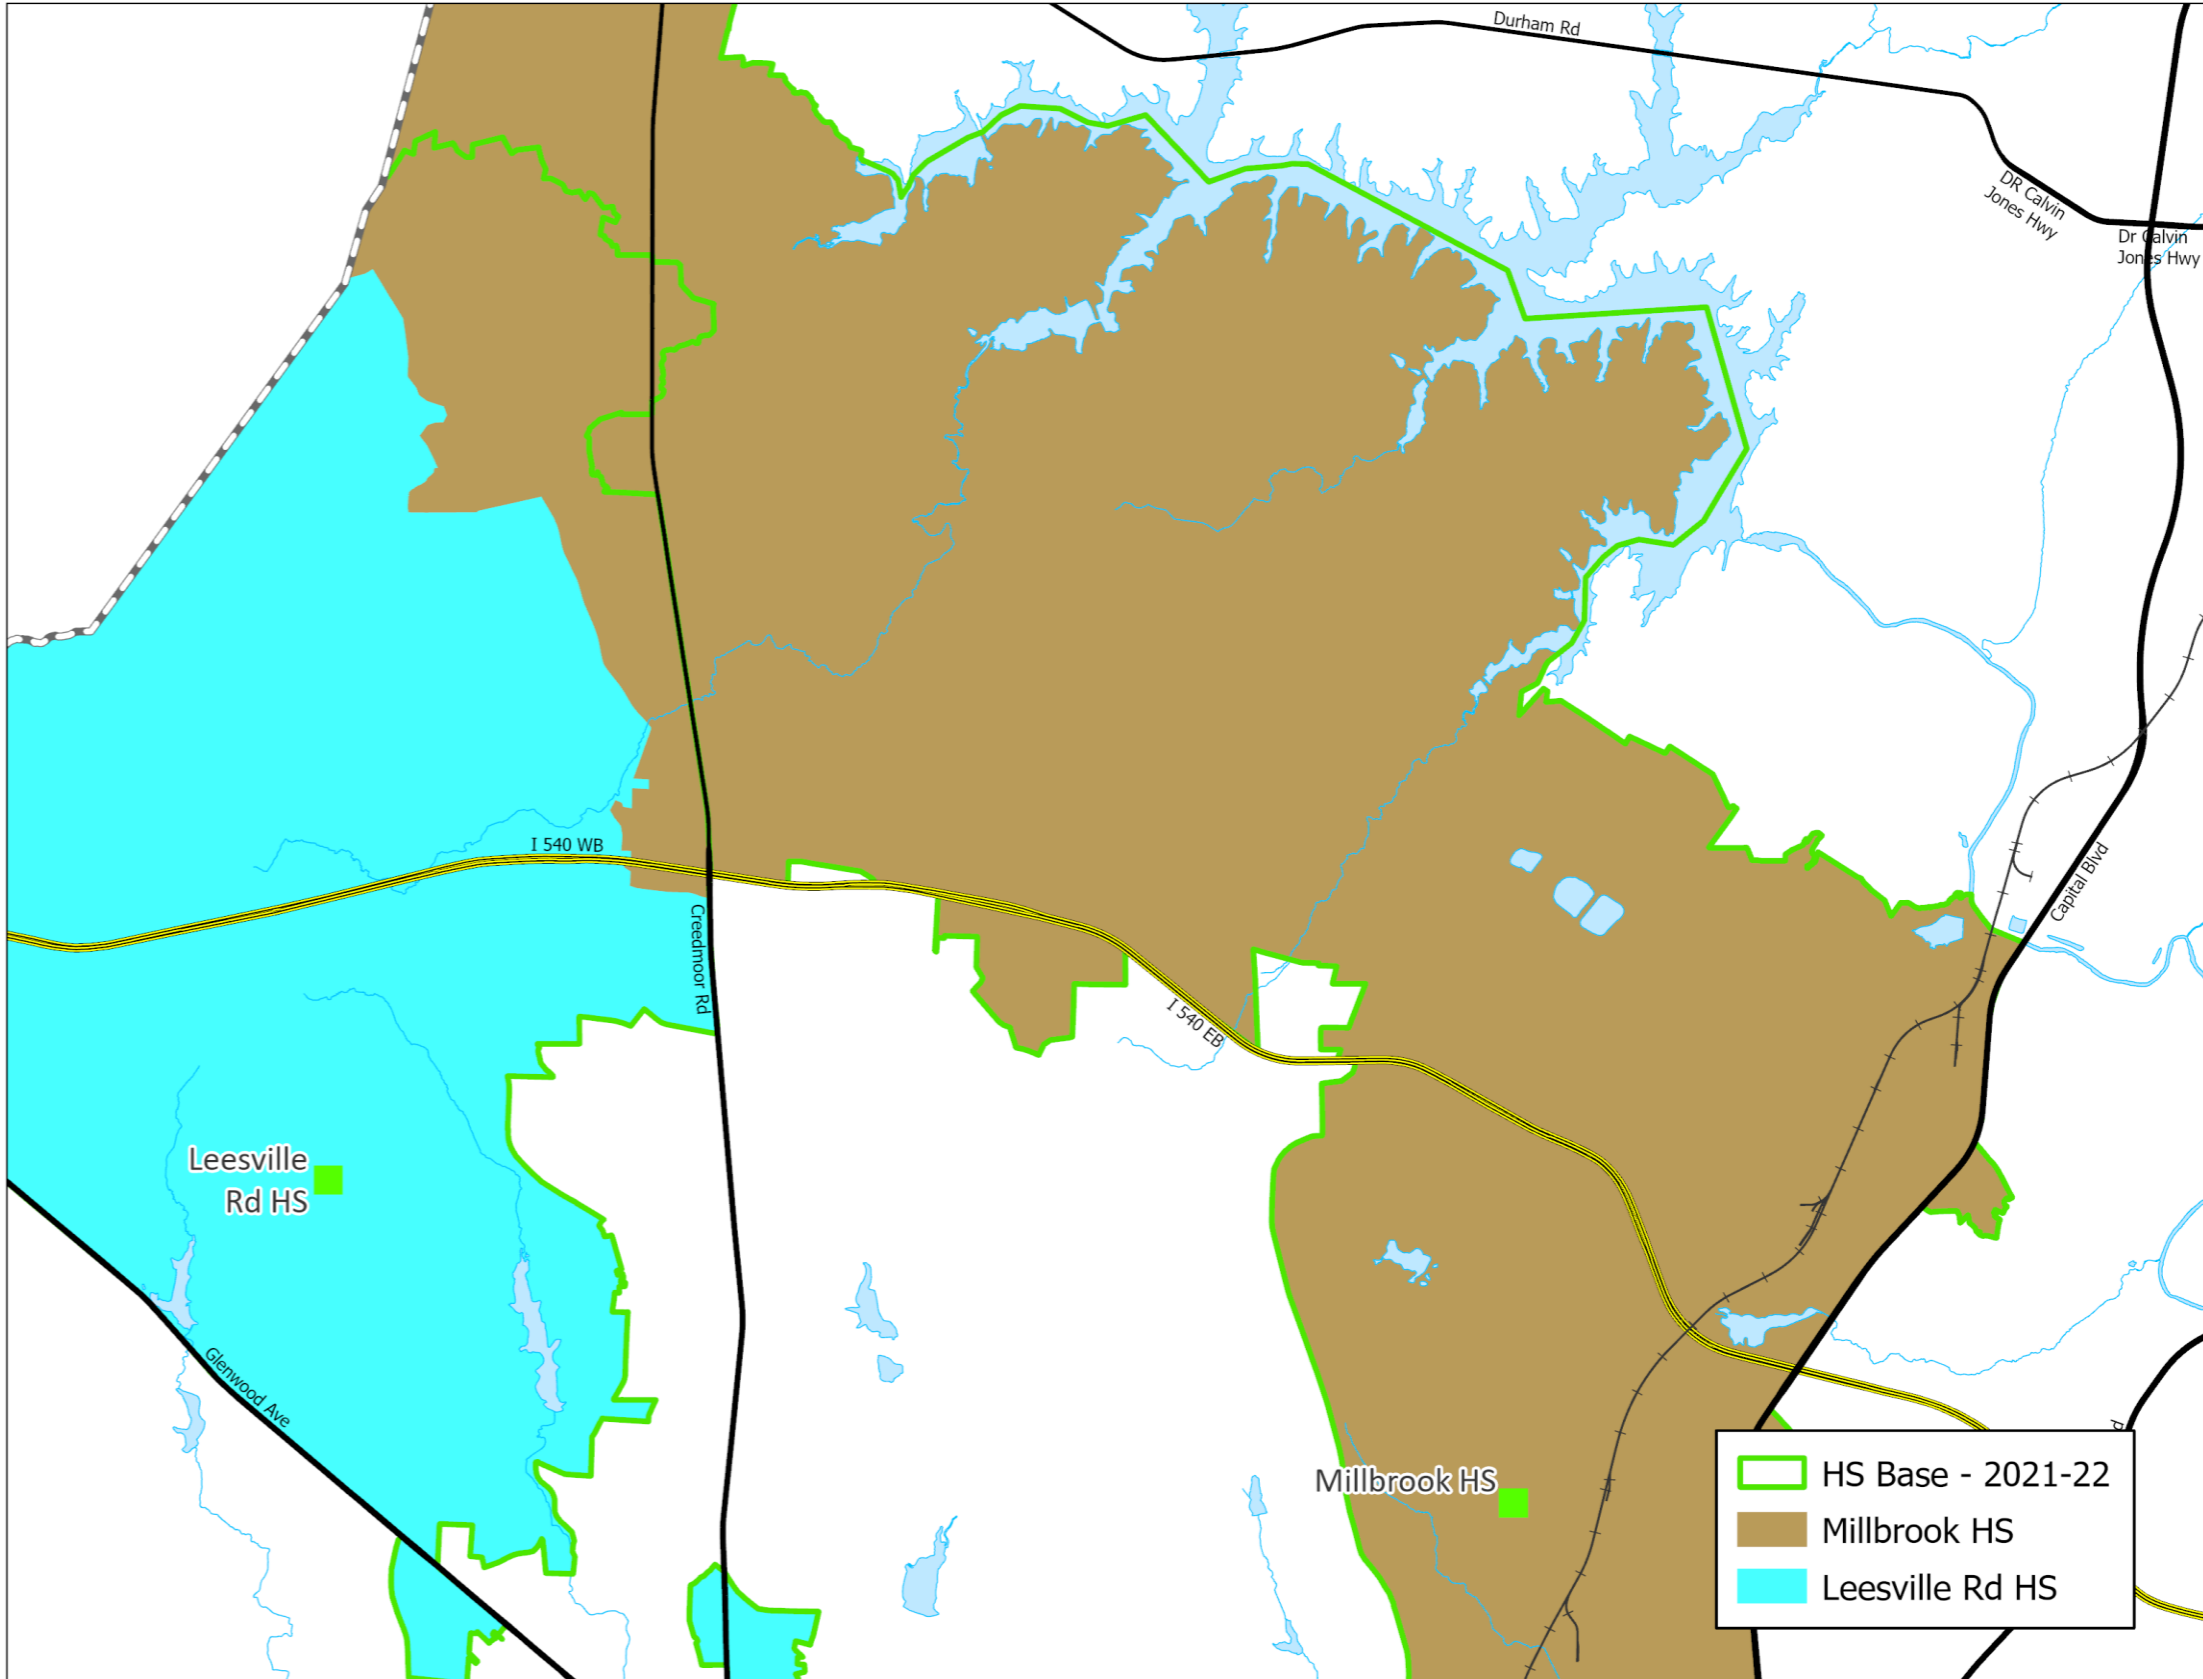 Durham Rd
DR Calvin
Jones Hwy
Dr Calvin
Jones Hwy
I 540 WB
Capital Blvd
Creedmoor Rd
I 540 EB
Leesville
Rd HS
Glenwood Ave
Millbrook HS
d
HS Base - 2021-22
Millbrook HS
Leesville Rd HS